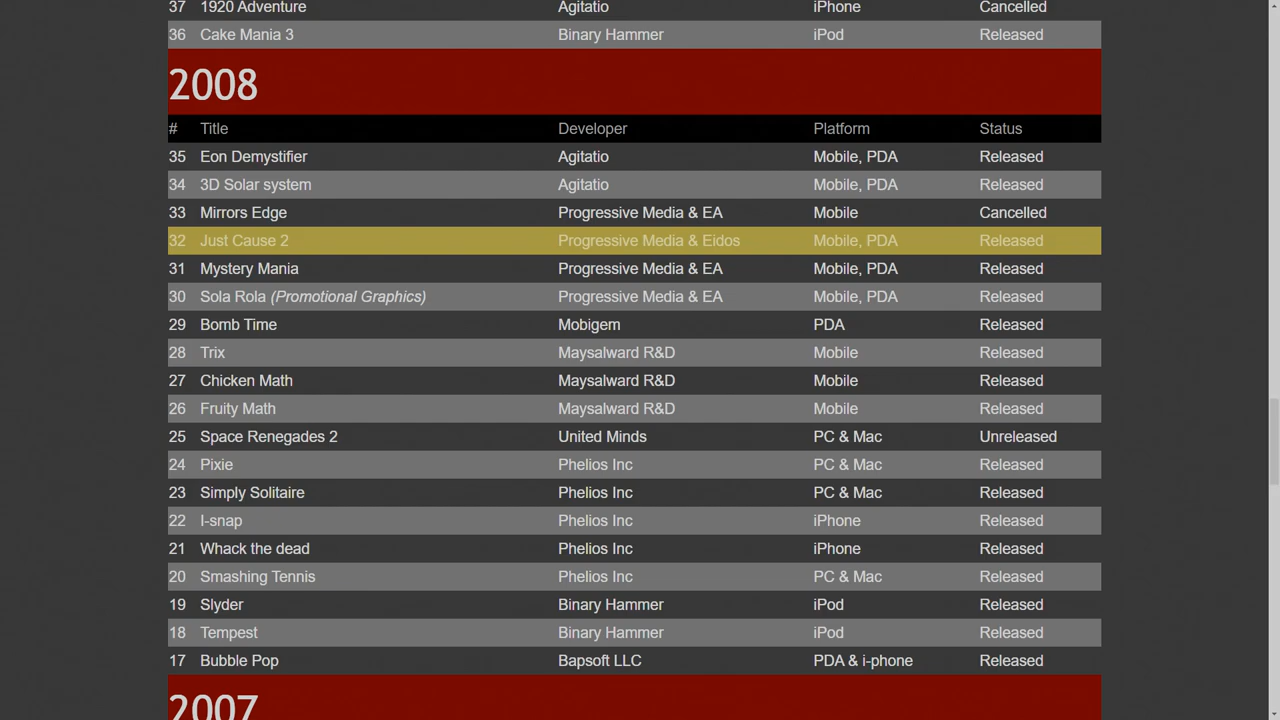 37 1920 Adventure Agitatio iPhone Cancelled
36 Cake Mania 3 Binary Hammer iPod Released
2008
# Title Developer Platform Status
35 Eon Demystifier Agitatio Mobile, PDA Released
34 3D Solar system Agitatio Mobile, PDA Released
33 Mirrors Edge Progressive Media & EA Mobile Cancelled
32 Just Cause 2 Progressive Media & Eidos Mobile, PDA Released
31 Mystery Mania Progressive Media & EA Mobile, PDA Released
30 Sola Rola (Promotional Graphics) Progressive Media & EA Mobile, PDA Released
29 Bomb Time Mobigem PDA Released
28 Trix Maysalward R&D Mobile Released
27 Chicken Math Maysalward R&D Mobile Released
26 Fruity Math Maysalward R&D Mobile Released
25 Space Renegades 2 United Minds PC & Mac Unreleased
24 Pixie Phelios Inc PC & Mac Released
23 Simply Solitaire Phelios Inc PC & Mac Released
22 I-snap Phelios Inc iPhone Released
21 Whack the dead Phelios Inc iPhone Released
20 Smashing Tennis Phelios Inc PC & Mac Released
19 Slyder Binary Hammer iPod Released
18 Tempest Binary Hammer iPod Released
17 Bubble Pop Bapsoft LLC PDA & i-phone Released
2007